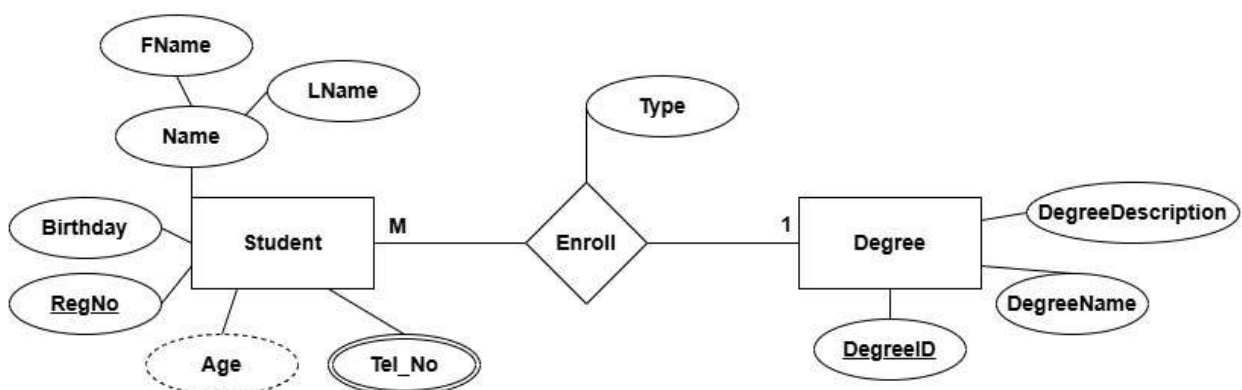 FName
LName
Name
Type
Birthday
Student
M
Enroll
1
Degree
DegreeDescription
RegNo
DegreeName
Age
Tel_No
DegreeID